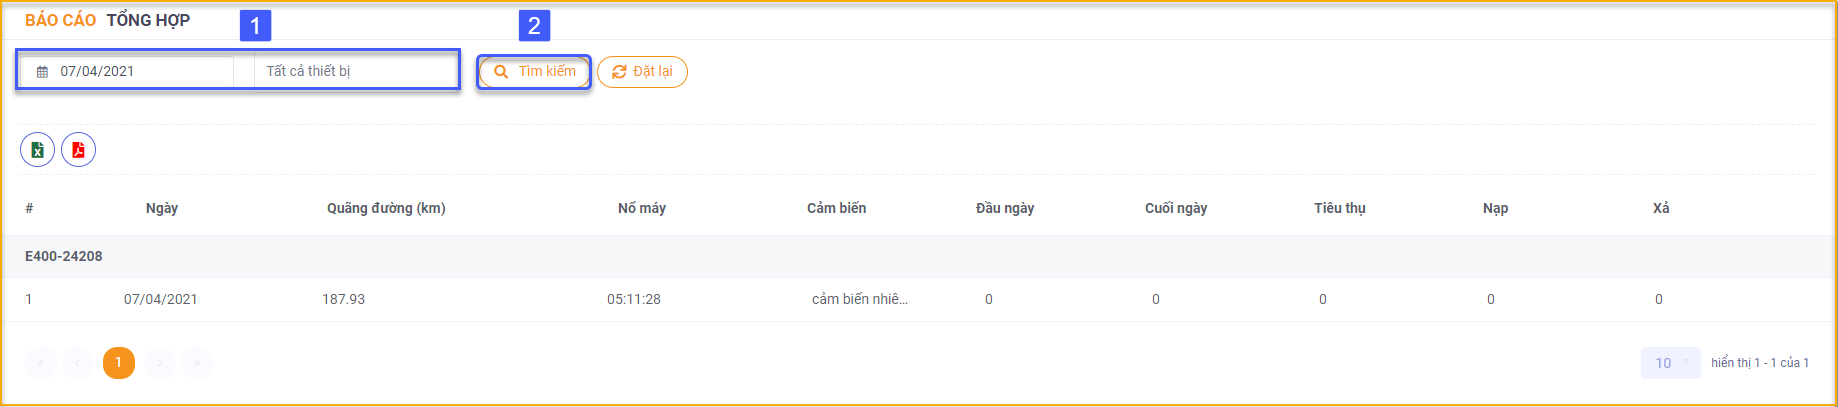 BÁO CÁO TỔNG HỢP
1
2
07/04/2021
Tất cả thiết bị
Tìm kiếm
Đặt lại
# Ngày Quãng đường (km) Nổ máy Cảm biến Đầu ngày Cuối ngày Tiêu thụ Nạp Xả
E400-24208
1 07/04/2021 187.93 05:11:28 cảm biến nhiê... 0 0 0 0 0
« ‹ 1 › »
10 hiển thị 1 - 1 của 1